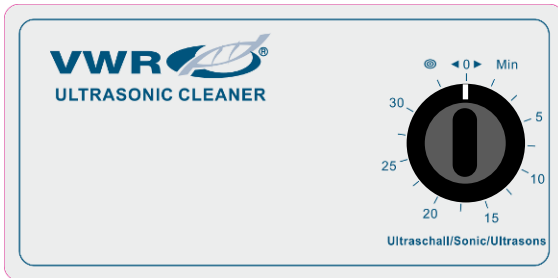 VWR®
ULTRASONIC CLEANER
◄0► Min
30
5
25
10
20
15
Ultraschall/Sonic/Ultrasons